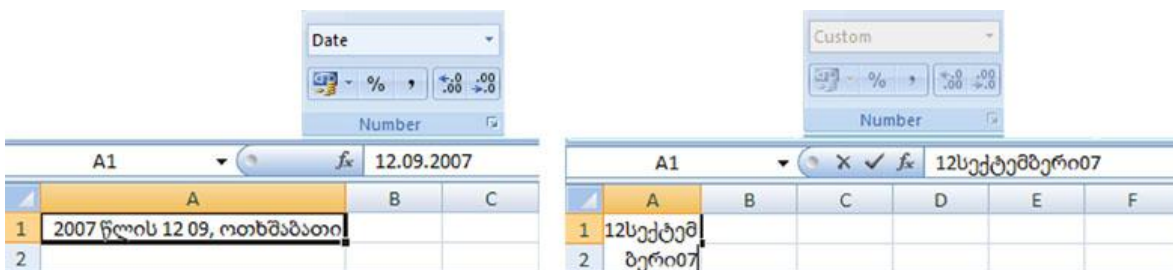 Date
%
,
Number
A1
fx
12.09.2007
A
B
C
1
2007 წლის 12 09, ოთხშაბათი
2
Custom
%
,
Number
A1
fx
12სექტემბერი07
A
B
C
D
E
F
1
12სექტემ
2
ბერი07